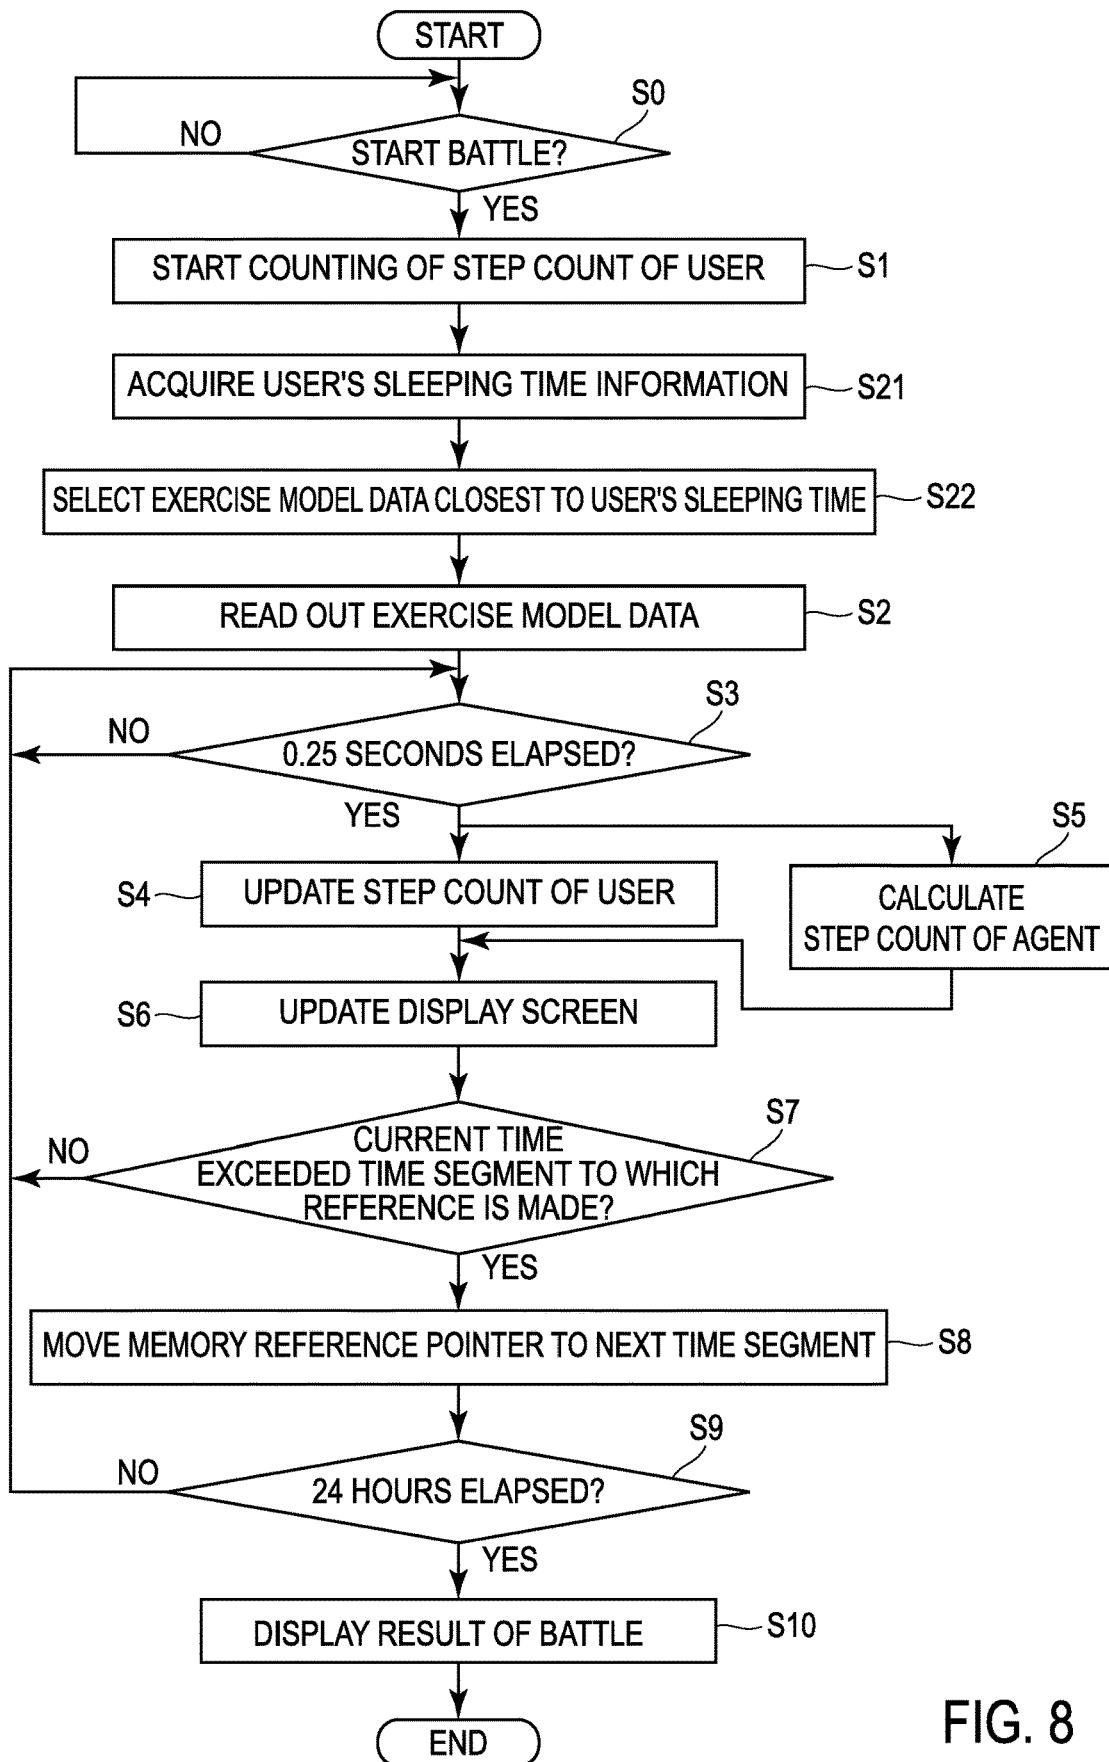 START
S0
NO
START BATTLE?
YES
START COUNTING OF STEP COUNT OF USER
S1
ACQUIRE USER'S SLEEPING TIME INFORMATION
S21
SELECT EXERCISE MODEL DATA CLOSEST TO USER'S SLEEPING TIME
S22
READ OUT EXERCISE MODEL DATA
S2
S3
NO
0.25 SECONDS ELAPSED?
YES
S5
S4
UPDATE STEP COUNT OF USER
CALCULATE
STEP COUNT OF AGENT
S6
UPDATE DISPLAY SCREEN
S7
NO
CURRENT TIME
EXCEEDED TIME SEGMENT TO WHICH
REFERENCE IS MADE?
YES
MOVE MEMORY REFERENCE POINTER TO NEXT TIME SEGMENT
S8
S9
NO
24 HOURS ELAPSED?
YES
DISPLAY RESULT OF BATTLE
S10
END
FIG. 8